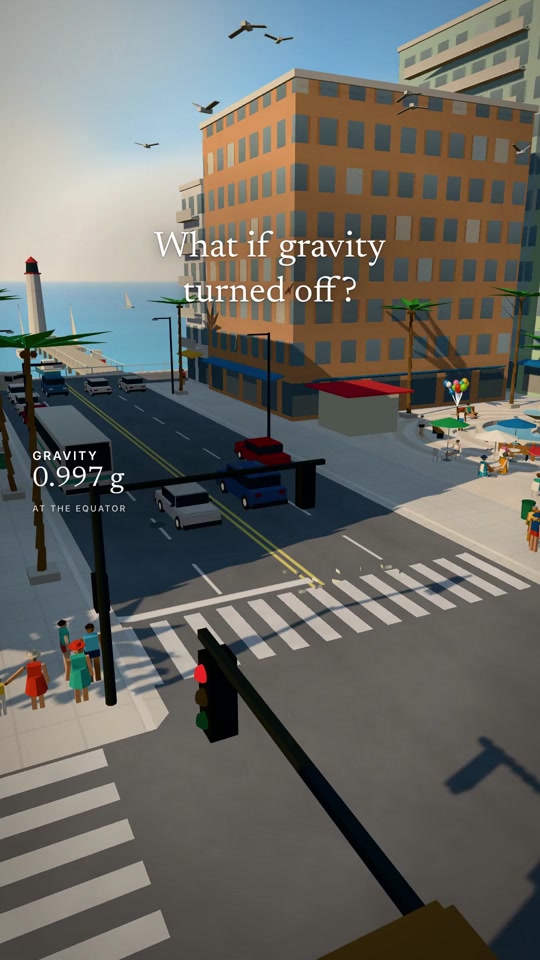 What if gravity
turned off?
GRAVITY
0.997 g
AT THE EQUATOR